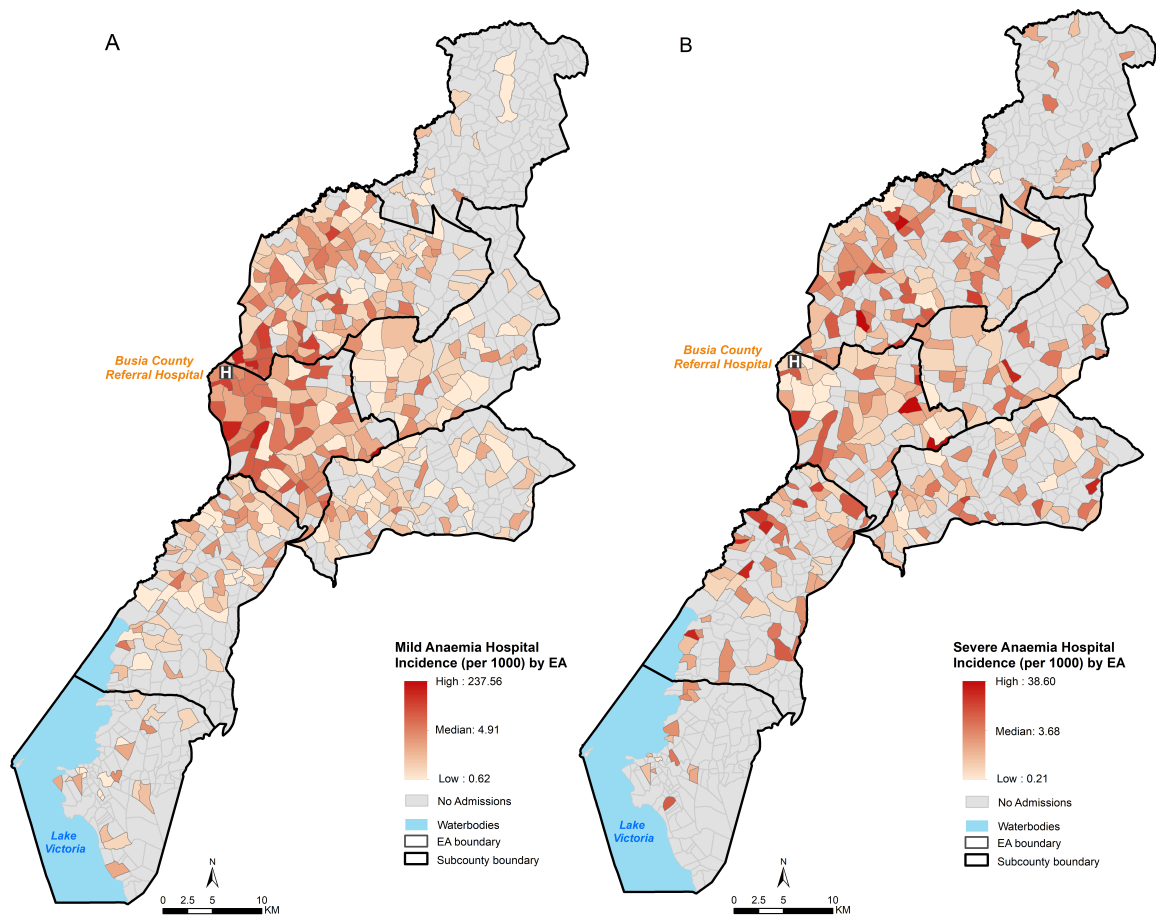 A
Busia County
Referral Hospital
H
Mild Anaemia Hospital
Incidence (per 1000) by EA
High : 237.56
Median: 4.91
Low : 0.62
No Admissions
Waterbodies
EA boundary
Subcounty boundary
Lake
Victoria
N
0 2.5 5 10
KM
B
Busia County
Referral Hospital
H
Severe Anaemia Hospital
Incidence (per 1000) by EA
High : 38.60
Median: 3.68
Low : 0.21
No Admissions
Waterbodies
EA boundary
Subcounty boundary
Lake
Victoria
N
0 2.5 5 10
KM